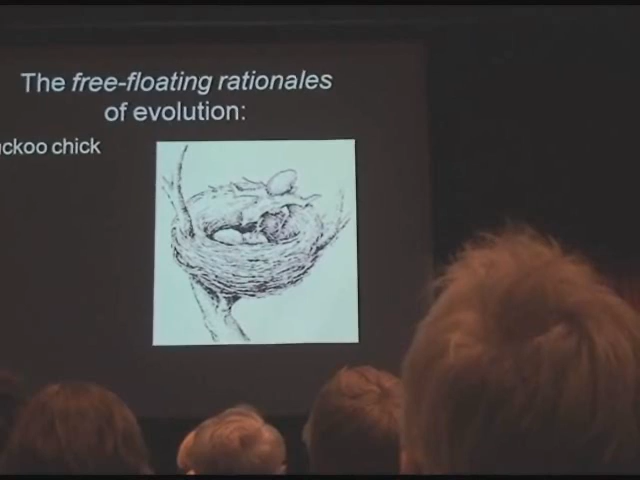 The free-floating rationales
of evolution:
ckoo chick